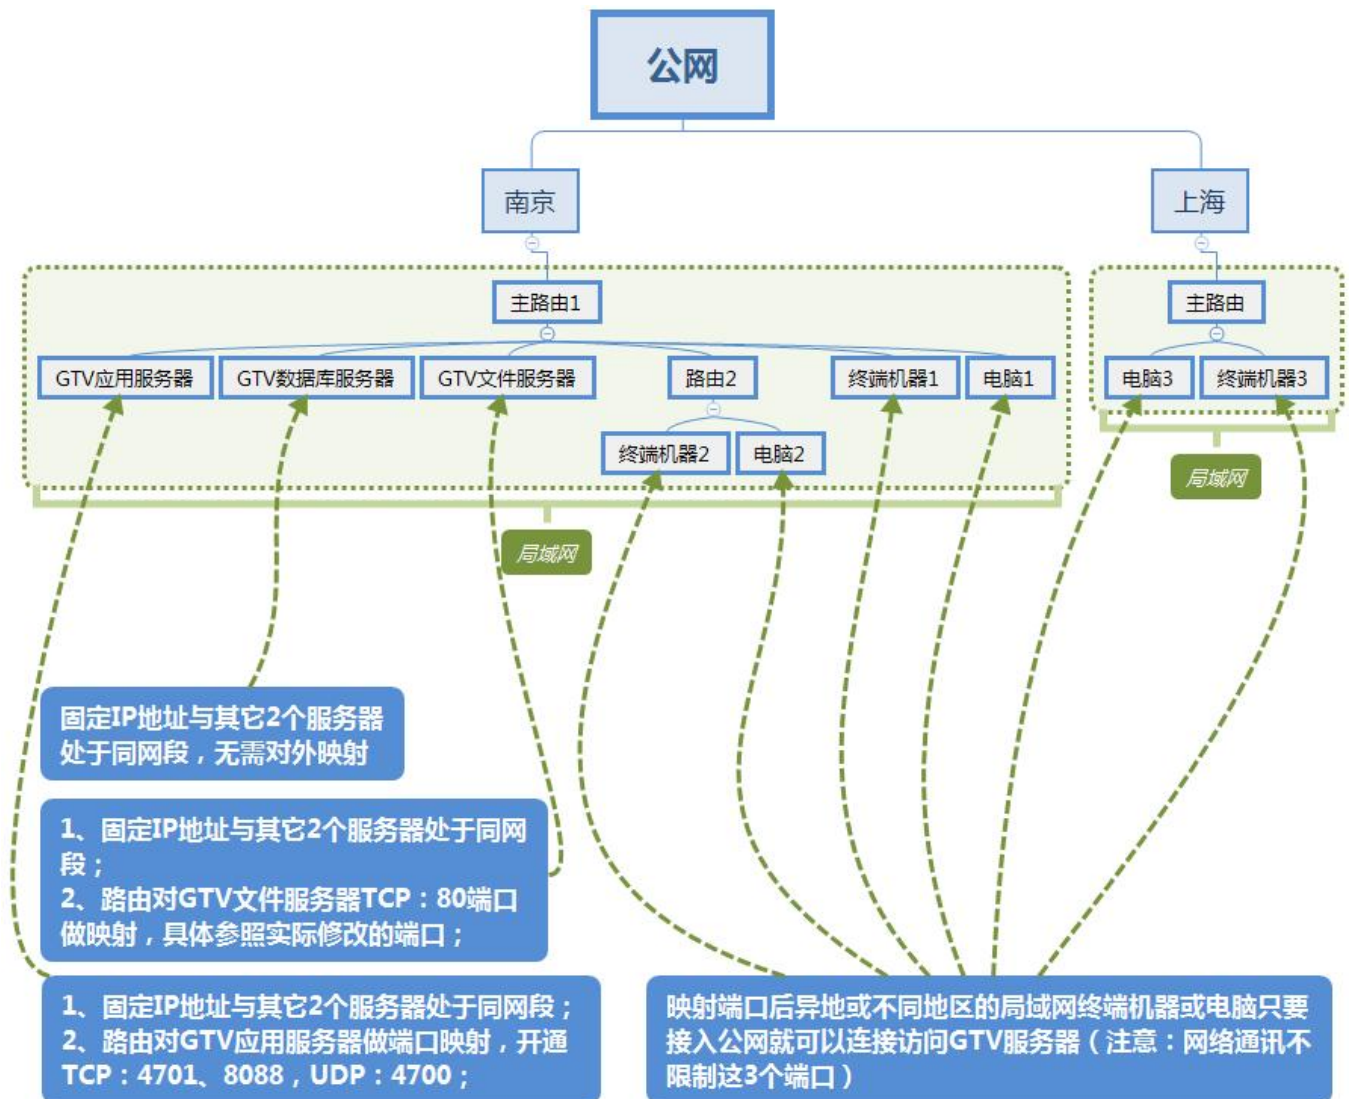 公网
南京
上海
主路由1
主路由
GTV应用服务器
GTV数据库服务器
GTV文件服务器
路由2
终端机器1
电脑1
电脑3
终端机器3
终端机器2
电脑2
局域网
局域网
固定IP地址与其它2个服务器
处于同网段，无需对外映射
1、固定IP地址与其它2个服务器处于同网
段；
2、路由对GTV文件服务器TCP：80端口
做映射，具体参照实际修改的端口；
1、固定IP地址与其它2个服务器处于同网段；
2、路由对GTV应用服务器做端口映射，开通
TCP：4701、8088，UDP：4700；
映射端口后异地或不同地区的局域网终端机器或电脑只要
接入公网就可以连接访问GTV服务器（注意：网络通讯不
限制这3个端口）